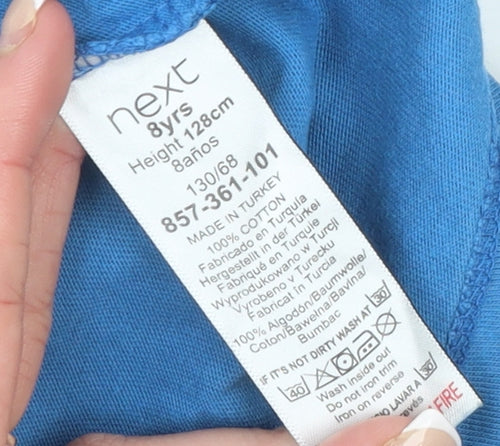 next
8yrs
Height 128cm
8años
130/68
857-361-101
MADE IN TURKEY
100% COTTON
Fabricado en Turquía
Hergestellt in der Türkei
Fabriqué en Turquie
Wyprodukowano w Turcji
Vyrobeno v Turecku
Fabricat in Turcia
100% Algodón/Baumwolle/
Coton/Bawełna/Bavlna/
Bumbac
IF IT'S NOT DIRTY WASH AT 30
40
Wash inside out
Do not iron trim
Iron on reverse
LAVAR A 30
FIRE